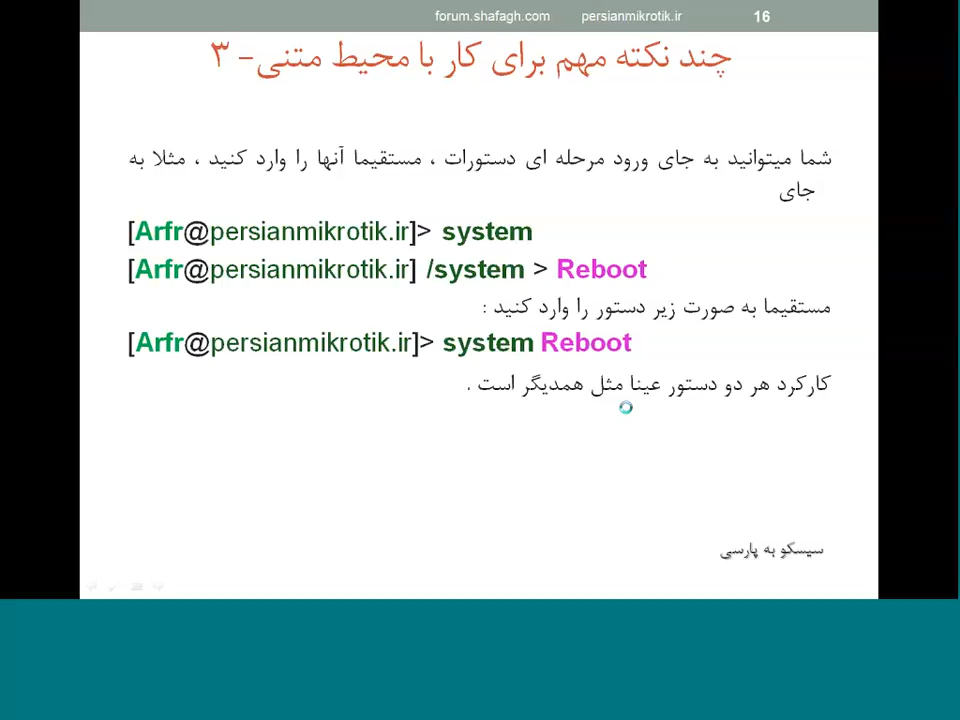 forum.shafagh.com persianmikrotik.ir 16
چند نکته مهم برای کار با محیط متنی- ۳
شما میتوانید به جای ورود مرحله ای دستورات ، مستقیما آنها را وارد کنید ، مثلا به
جای
[Arfr@persianmikrotik.ir]> system
[Arfr@persianmikrotik.ir] /system > Reboot
مستقیما به صورت زیر دستور را وارد کنید :
[Arfr@persianmikrotik.ir]> system Reboot
کارکرد هر دو دستور عینا مثل همدیگر است .
سیسکو به پارسی